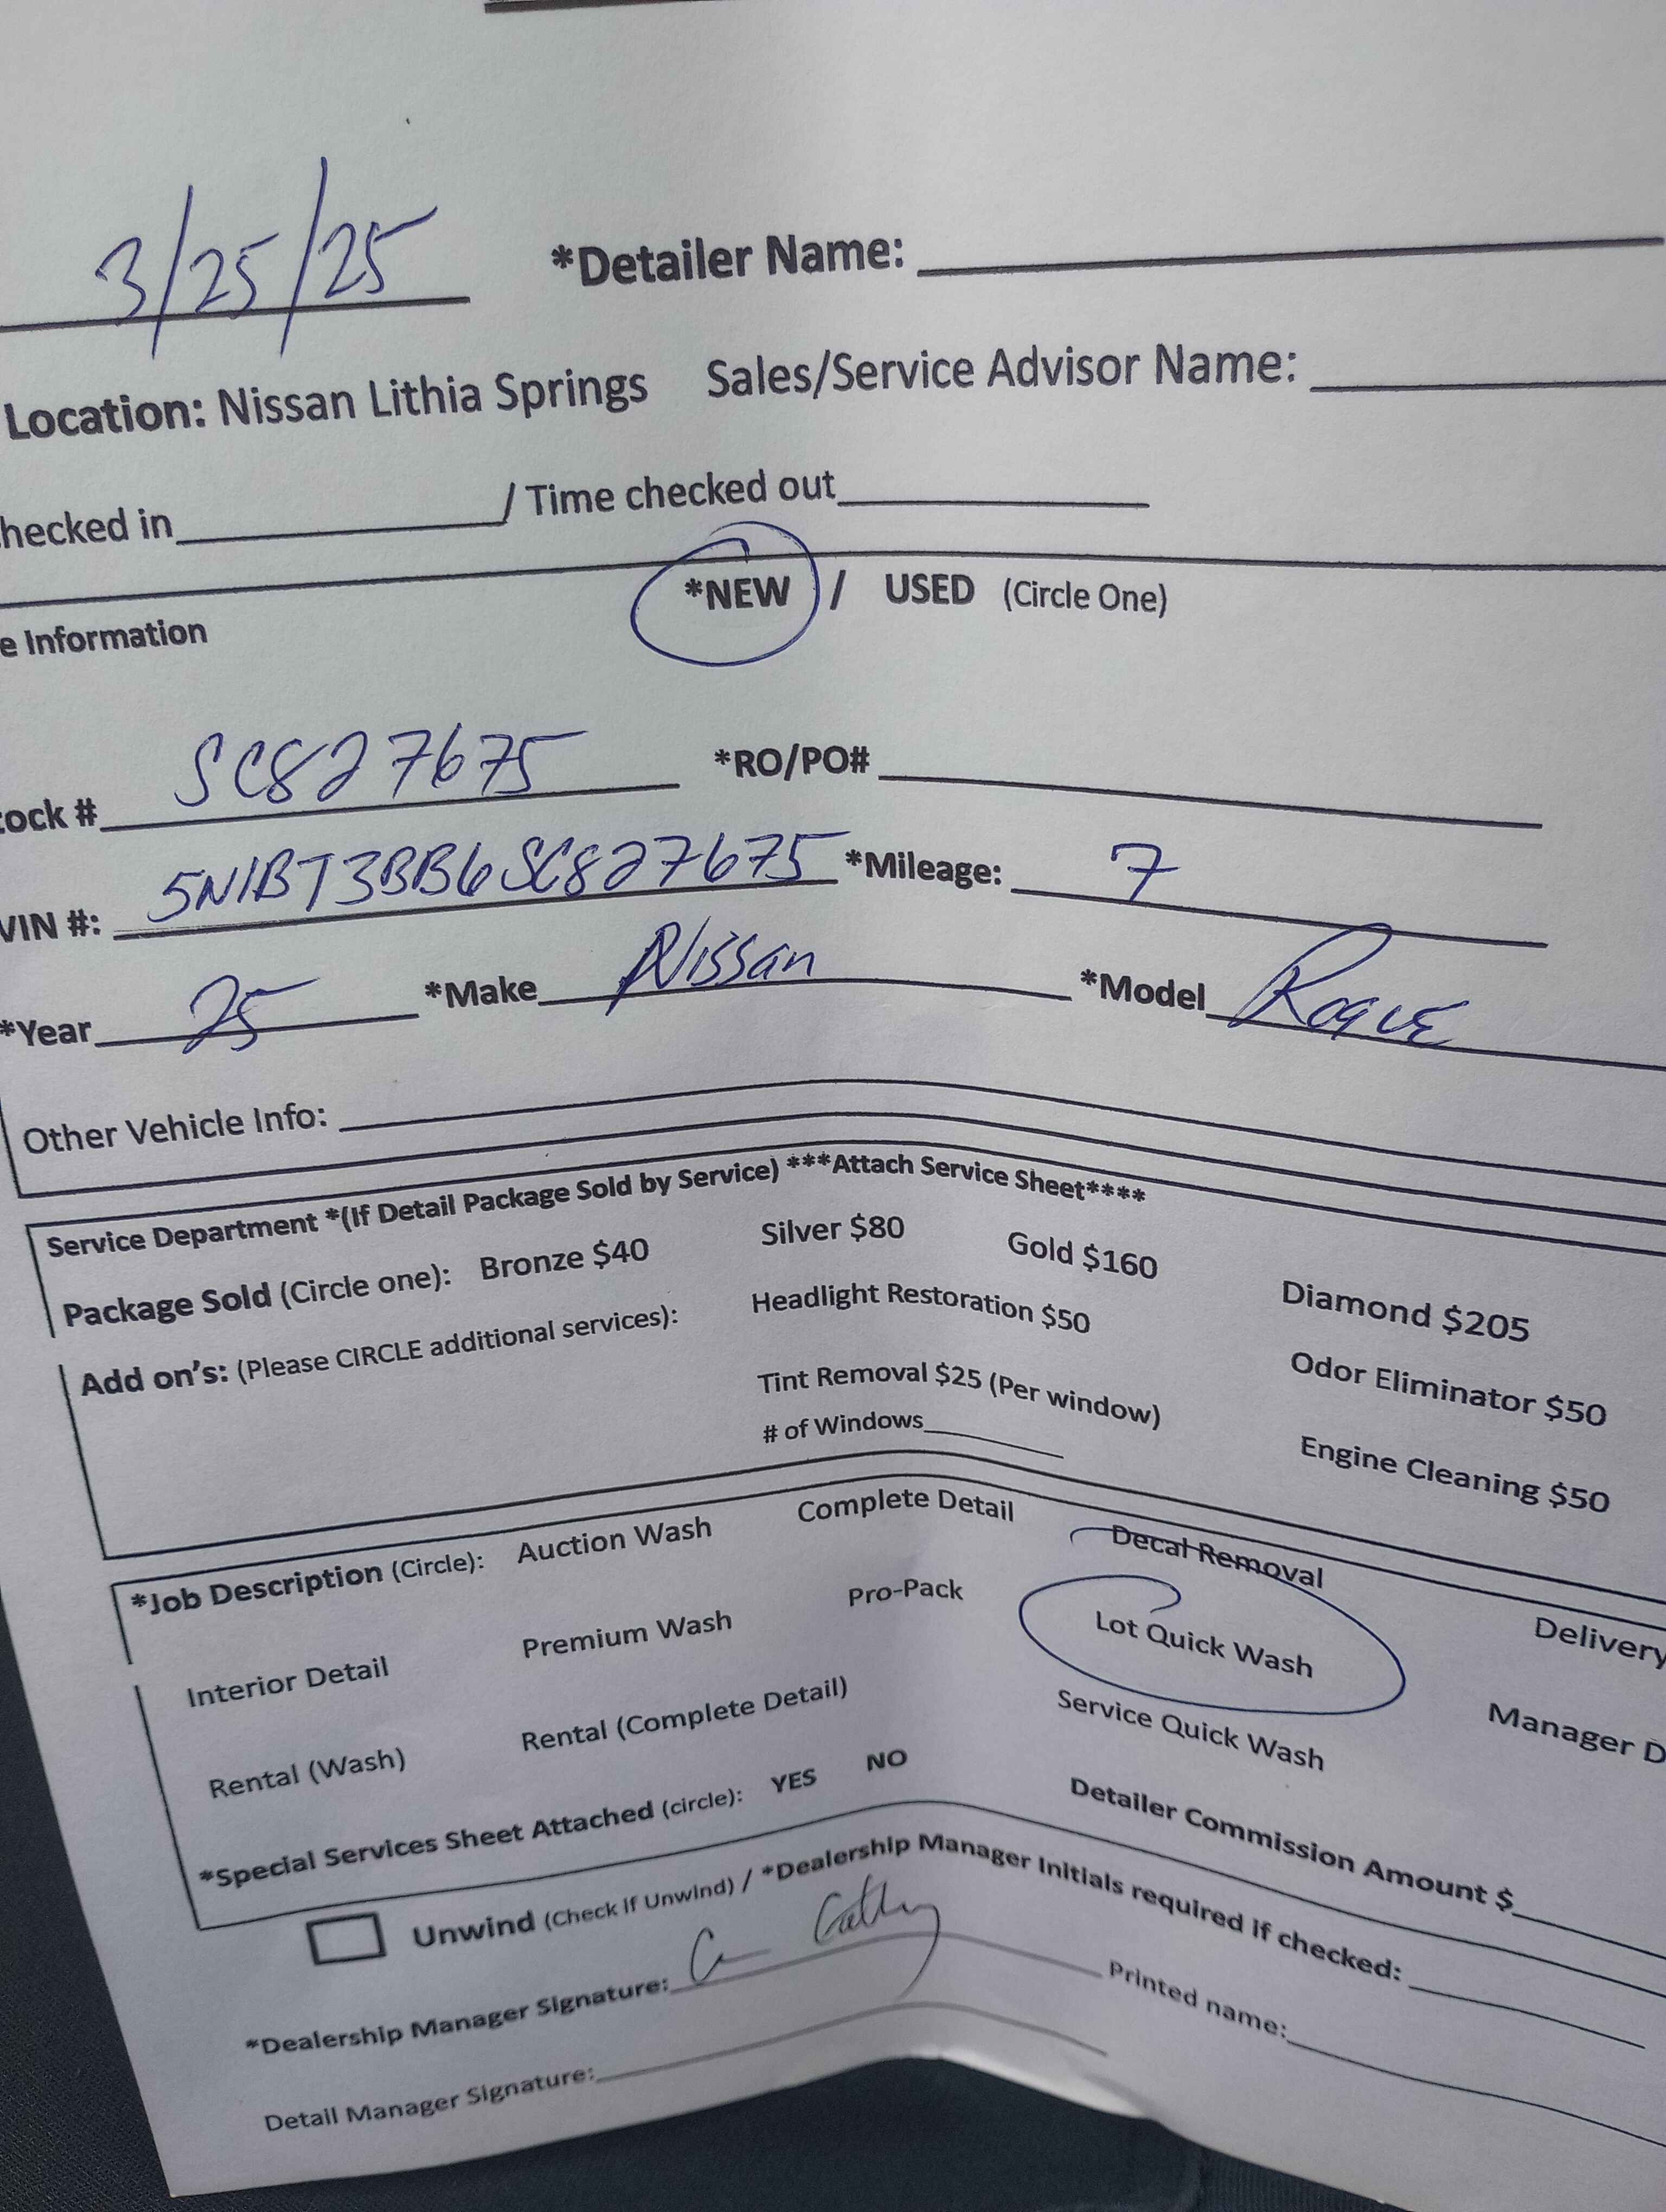 3/25/25 *Detailer Name:
Location: Nissan Lithia Springs Sales/Service Advisor Name:
hecked in / Time checked out
*NEW / USED (Circle One)
e Information
tock # SC827675 *RO/PO#
VIN #: 5N1BT3BB6SC827675 *Mileage: 7
*Year 25 *Make Nissan *Model Rogue
Other Vehicle Info:
Service Department *(If Detail Package Sold by Service) ***Attach Service Sheet****
Package Sold (Circle one): Bronze $40 Silver $80 Gold $160 Diamond $205
Add on's: (Please CIRCLE additional services): Headlight Restoration $50 Odor Eliminator $50
Tint Removal $25 (Per window) Engine Cleaning $50
# of Windows
*Job Description (Circle): Auction Wash Complete Detail Decal Removal Delivery
Interior Detail Premium Wash Pro-Pack Lot Quick Wash Manager D
Rental (Wash) Rental (Complete Detail) Service Quick Wash
*Special Services Sheet Attached (circle): YES NO Detailer Commission Amount $
Unwind (Check if Unwind) / *Dealership Manager Initials required if checked:
*Dealership Manager Signature: Printed name:
Detail Manager Signature: